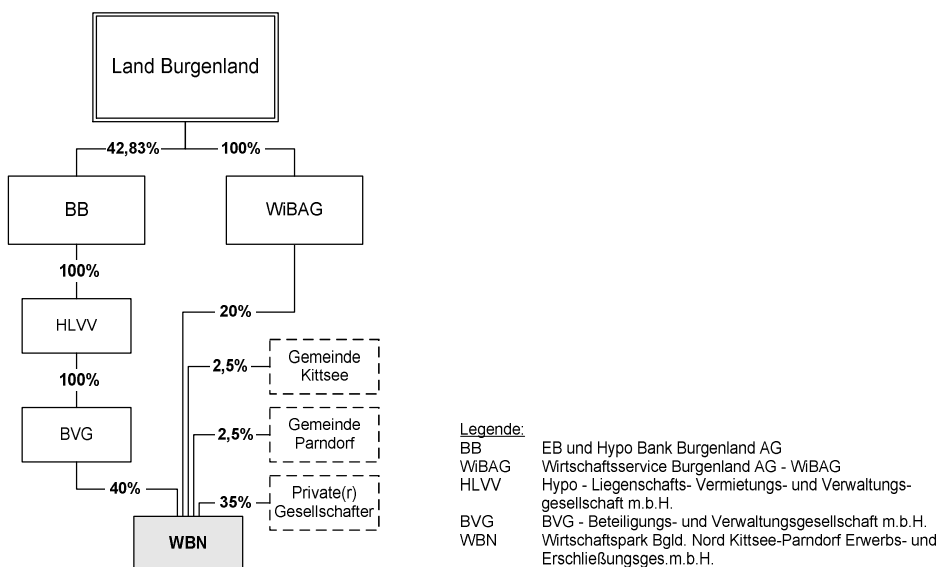 Land Burgenland
42,83%
100%
BB
WiBAG
100%
20%
HLVV
Gemeinde
Kittsee
2,5%
100%
Gemeinde
Parndorf
2,5%
BVG
40%
Private(r)
Gesellschafter
35%
WBN
Legende:
BB EB und Hypo Bank Burgenland AG
WiBAG Wirtschaftsservice Burgenland AG - WiBAG
HLVV Hypo - Liegenschafts- Vermietungs- und Verwaltungs-
gesellschaft m.b.H.
BVG BVG - Beteiligungs- und Verwaltungsgesellschaft m.b.H.
WBN Wirtschaftspark Bgld. Nord Kittsee-Parndorf Erwerbs- und
Erschließungsges.m.b.H.